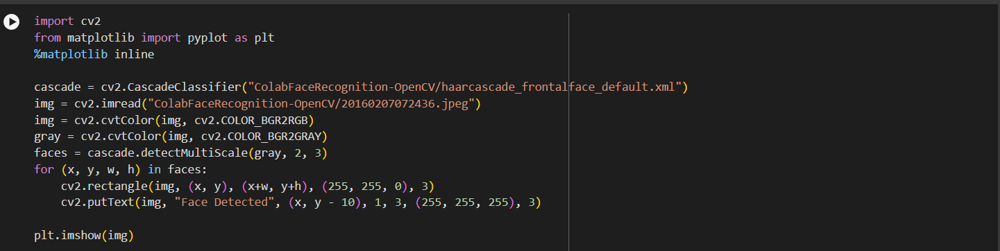 import cv2
from matplotlib import pyplot as plt
%matplotlib inline

cascade = cv2.CascadeClassifier("ColabFaceRecognition-OpenCV/haarcascade_frontalface_default.xml")
img = cv2.imread("ColabFaceRecognition-OpenCV/20160207072436.jpeg")
img = cv2.cvtColor(img, cv2.COLOR_BGR2RGB)
gray = cv2.cvtColor(img, cv2.COLOR_BGR2GRAY)
faces = cascade.detectMultiScale(gray, 2, 3)
for (x, y, w, h) in faces:
    cv2.rectangle(img, (x, y), (x+w, y+h), (255, 255, 0), 3)
    cv2.putText(img, "Face Detected", (x, y - 10), 1, 3, (255, 255, 255), 3)

plt.imshow(img)